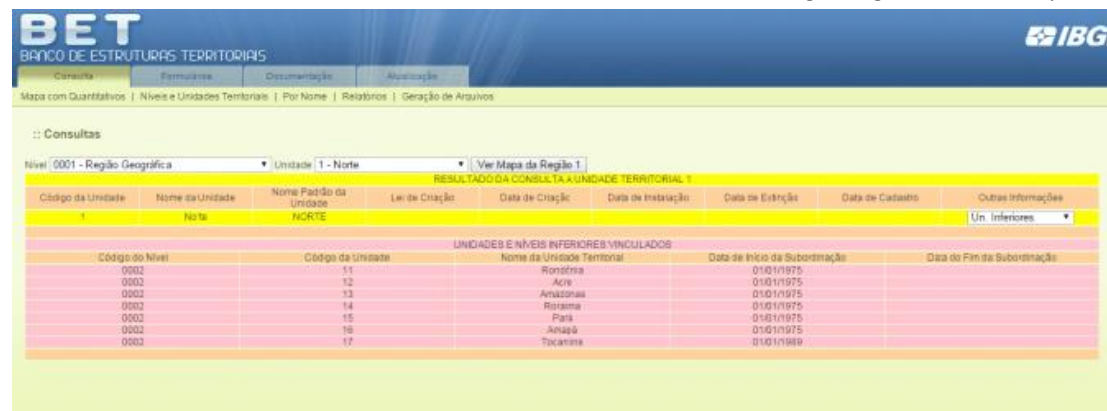 BET
BANCO DE ESTRUTURAS TERRITORIAIS
IBG
Consulta Formulários Documentação Atualização
Mapa com Quantitativos | Níveis e Unidades Territoriais | Por Nome | Relatórios | Geração de Arquivos
:: Consultas
Nível 0001 - Região Geográfica Unidade 1 - Norte Ver Mapa da Região 1
RESULTADO DA CONSULTA A UNIDADE TERRITORIAL 1
Código da Unidade Nome da Unidade Nome Padrão da Unidade Lei de Criação Data de Criação Data de Instalação Data de Extinção Data de Cadastro Outras Informações
1 Norte NORTE Un. Inferiores
UNIDADES E NÍVEIS INFERIORES VINCULADOS
Código do Nível Código da Unidade Nome da Unidade Territorial Data de Início da Subordinação Data do Fim da Subordinação
0002 11 Rondônia 01/01/1975
0002 12 Acre 01/01/1975
0002 13 Amazonas 01/01/1975
0002 14 Roraima 01/01/1975
0002 15 Pará 01/01/1975
0002 16 Amapá 01/01/1975
0002 17 Tocantins 01/01/1989